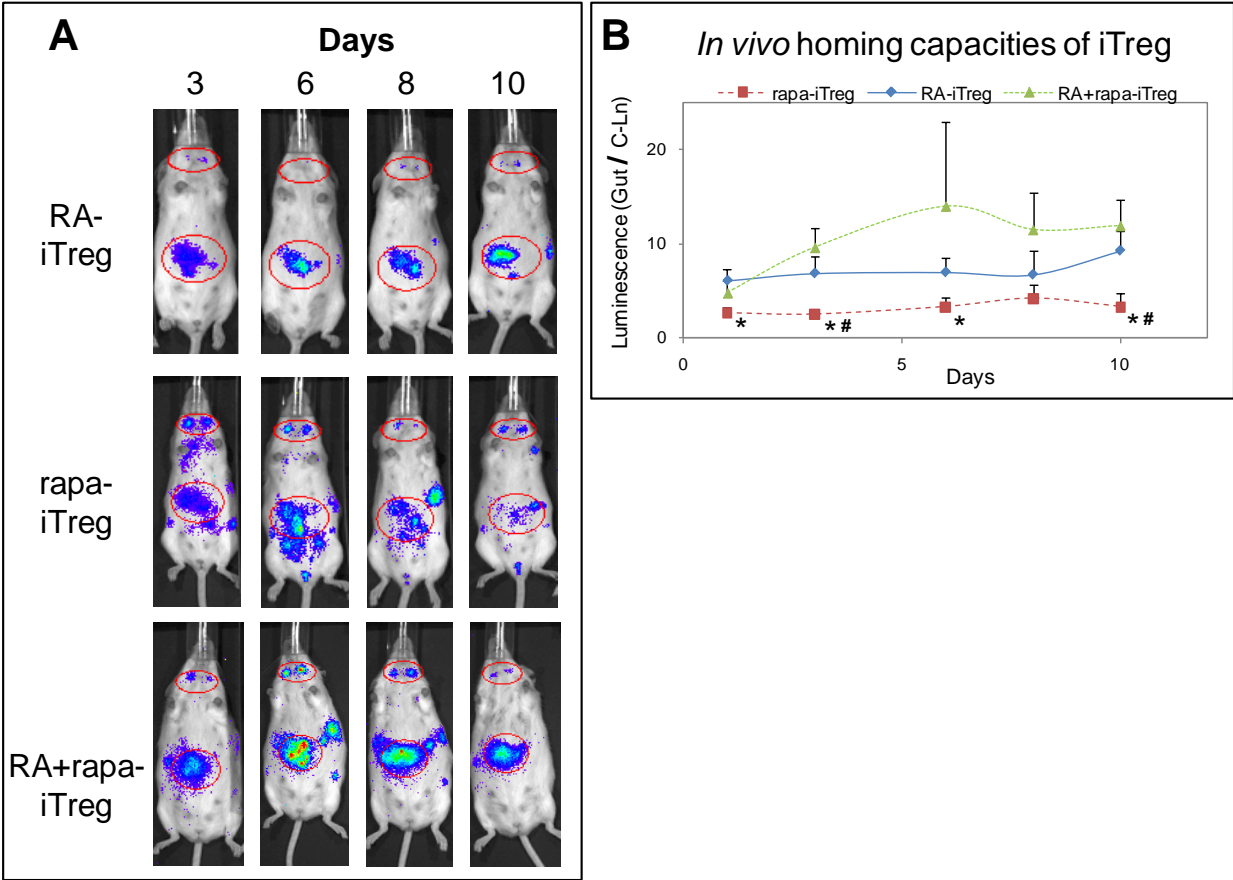 A
Days
3 6 8 10
RA-
iTreg
rapa-
iTreg
RA+rapa-
iTreg
B
In vivo homing capacities of iTreg
rapa-iTreg RA-iTreg RA+rapa-iTreg
Luminescence (Gut / C-Ln)
20
10
0
* * # * * #
0 5 10
Days